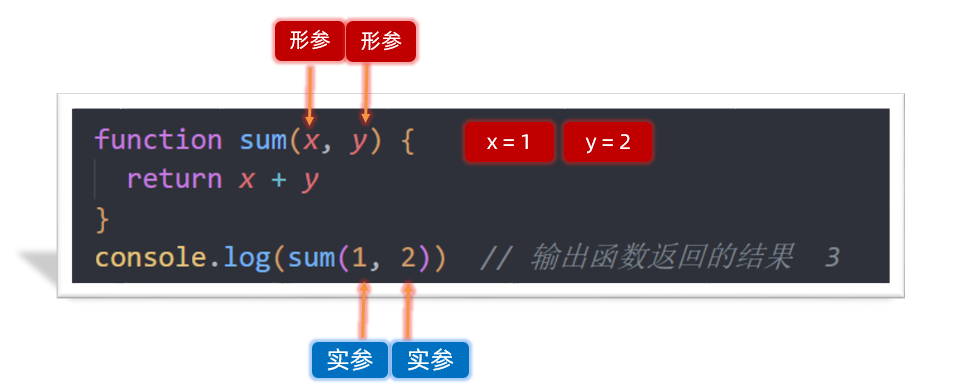 形参 形参
function sum(x, y) { x = 1 y = 2
return x + y
}
console.log(sum(1, 2)) // 输出函数返回的结果 3
实参 实参